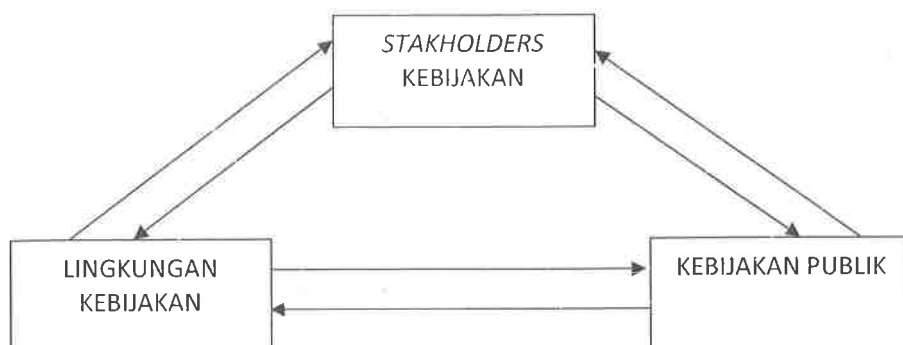 STAKHOLDERS
KEBIJAKAN
LINGKUNGAN
KEBIJAKAN
KEBIJAKAN PUBLIK